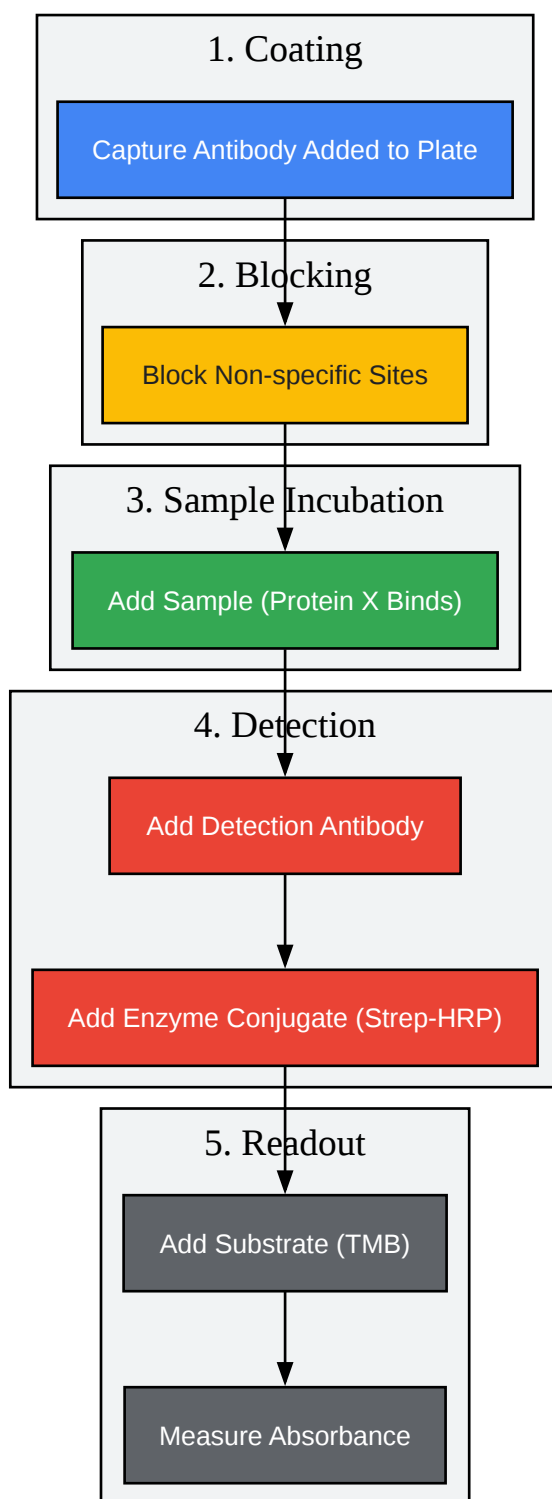 1. Coating
Capture Antibody Added to Plate
2. Blocking
Block Non-specific Sites
3. Sample Incubation
Add Sample (Protein X Binds)
4. Detection
Add Detection Antibody
Add Enzyme Conjugate (Strep-HRP)
5. Readout
Add Substrate (TMB)
Measure Absorbance